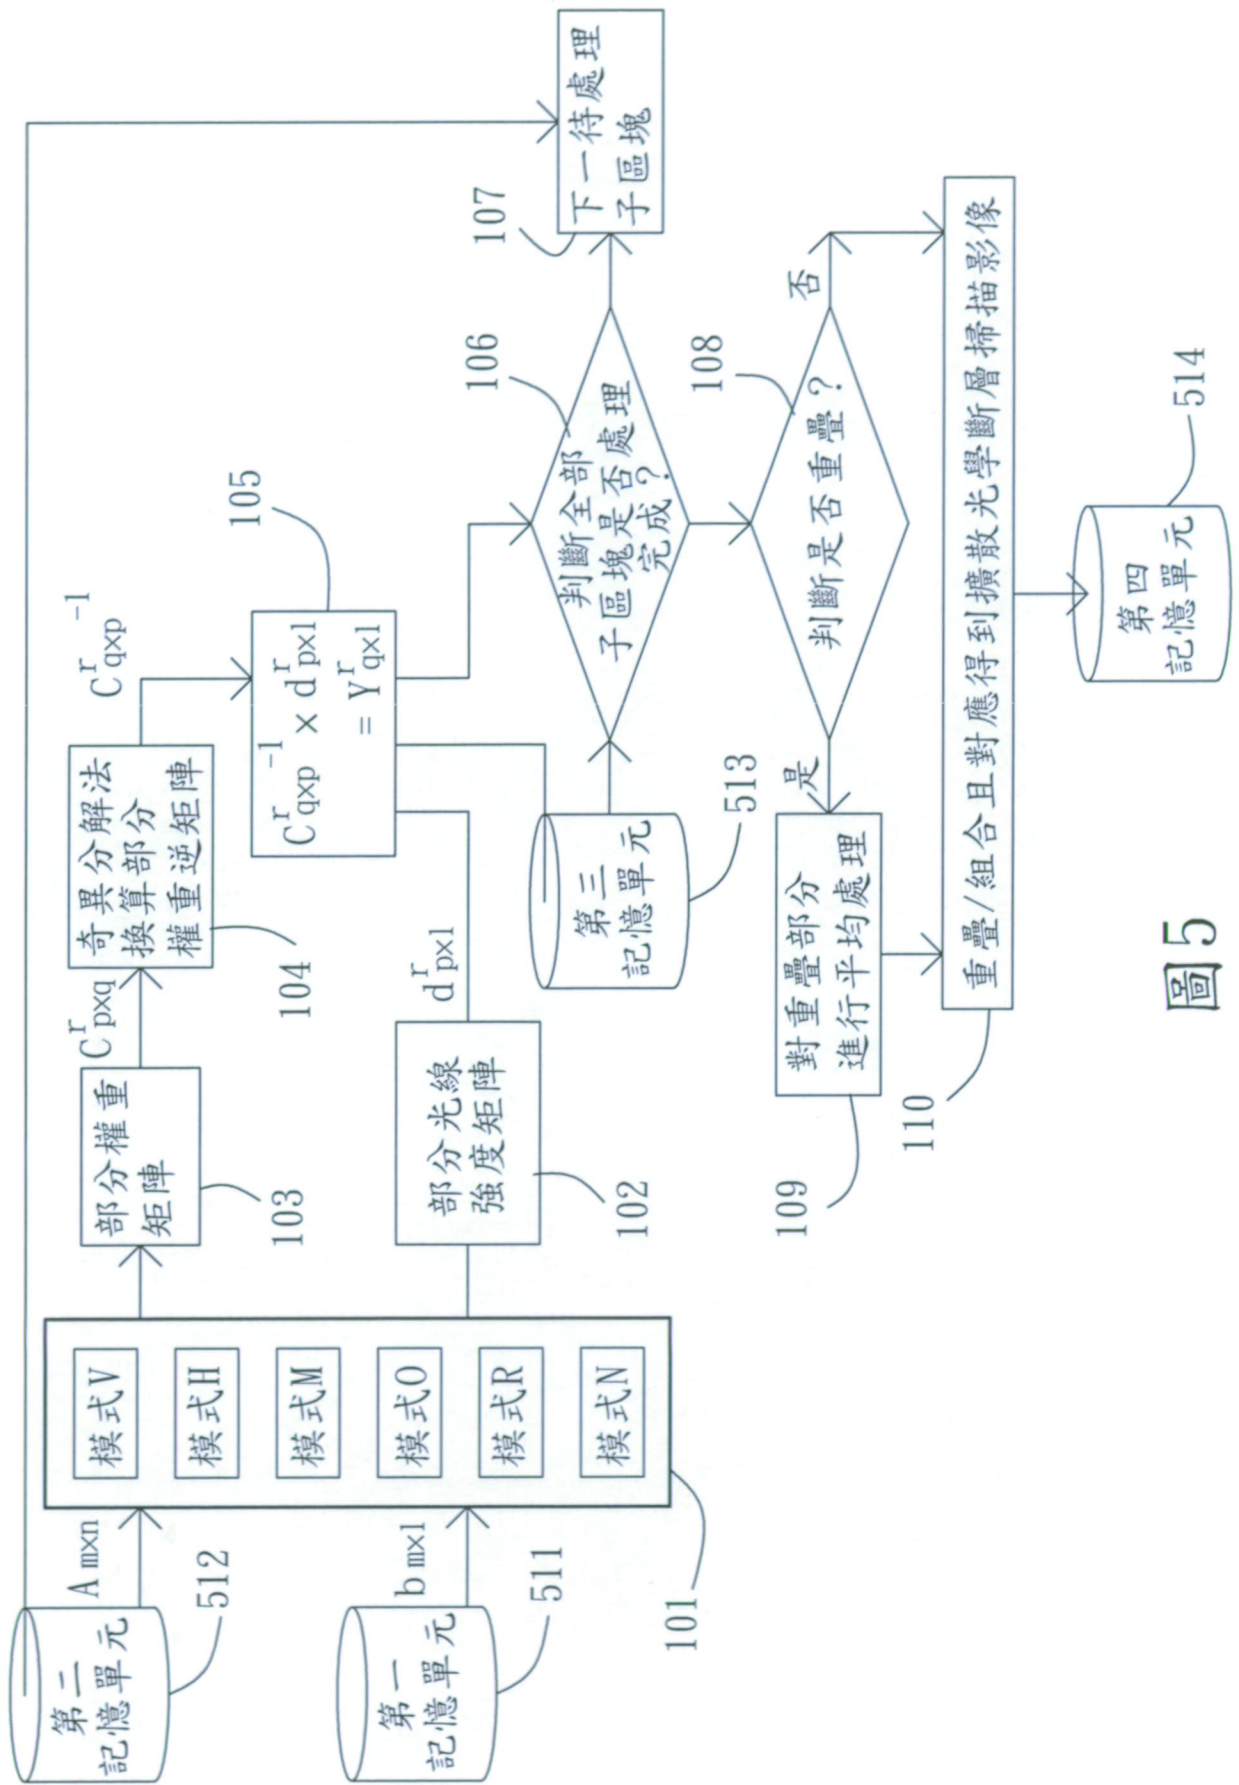 第二
記憶單元
512
A mxn
第一
記憶單元
511
b mx1
模式V
模式H
模式M
模式O
模式R
模式N
101
部分權重
矩陣
103
部分光線
強度矩陣
102
C^r_pxq
奇異分解法
換算部分
權重逆矩陣
104
d^r_px1
C^r_qxp^-1
C^r_qxp^-1 × d^r_px1
= Y^r_qx1
105
第三
記憶單元
513
判斷全部
子區塊是否處理
完成?
106
下一待處理
子區塊
107
判斷是否重疊?
108
是
否
對重疊部分
進行平均處理
109
重疊/組合且對應得到擴散光學斷層掃描影像
110
第四
記憶單元
514
圖5